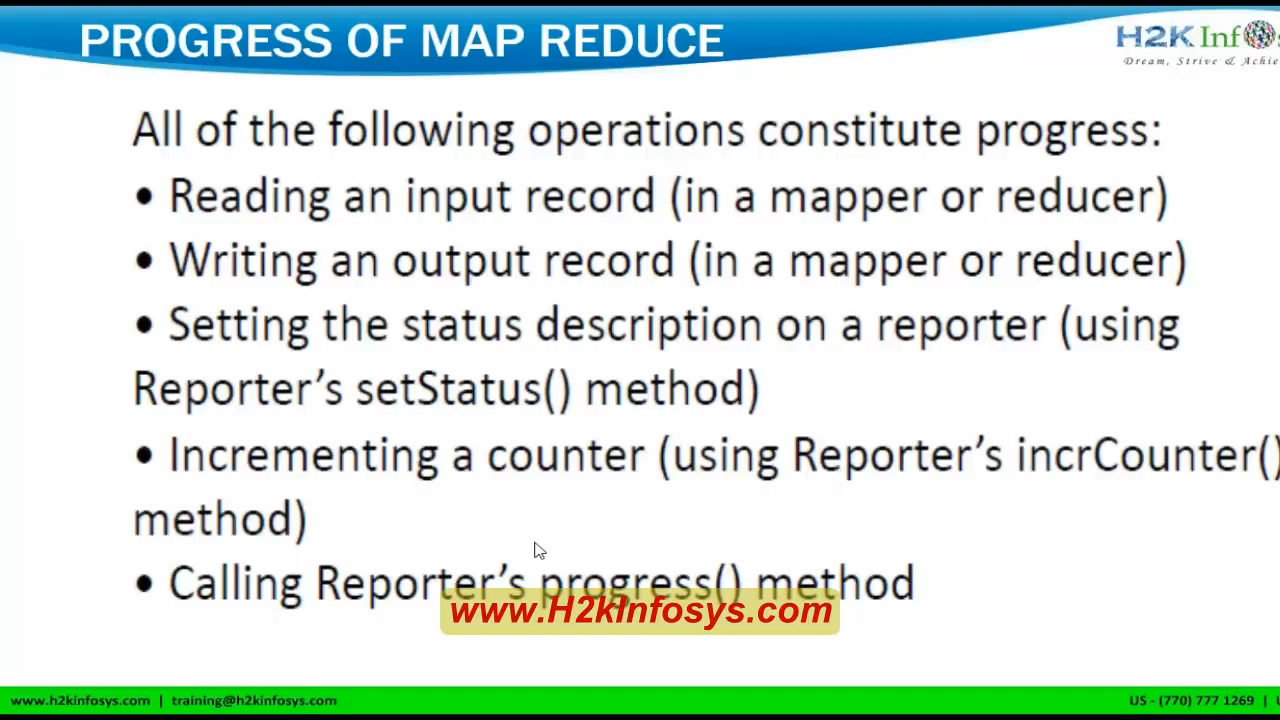 PROGRESS OF MAP REDUCE
H2K Infos
Dream, Strive & Achie
All of the following operations constitute progress:
• Reading an input record (in a mapper or reducer)
• Writing an output record (in a mapper or reducer)
• Setting the status description on a reporter (using
Reporter’s setStatus() method)
• Incrementing a counter (using Reporter’s incrCounter()
method)
• Calling Reporter’s progress() method
www.H2kInfosys.com
www.h2kinfosys.com | training@h2kinfosys.com
US - (770) 777 1269 |